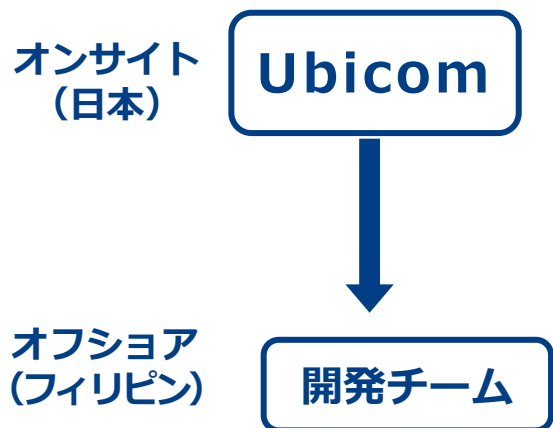 オンサイト
（日本）
Ubicom
オフショア
（フィリピン）
開発チーム